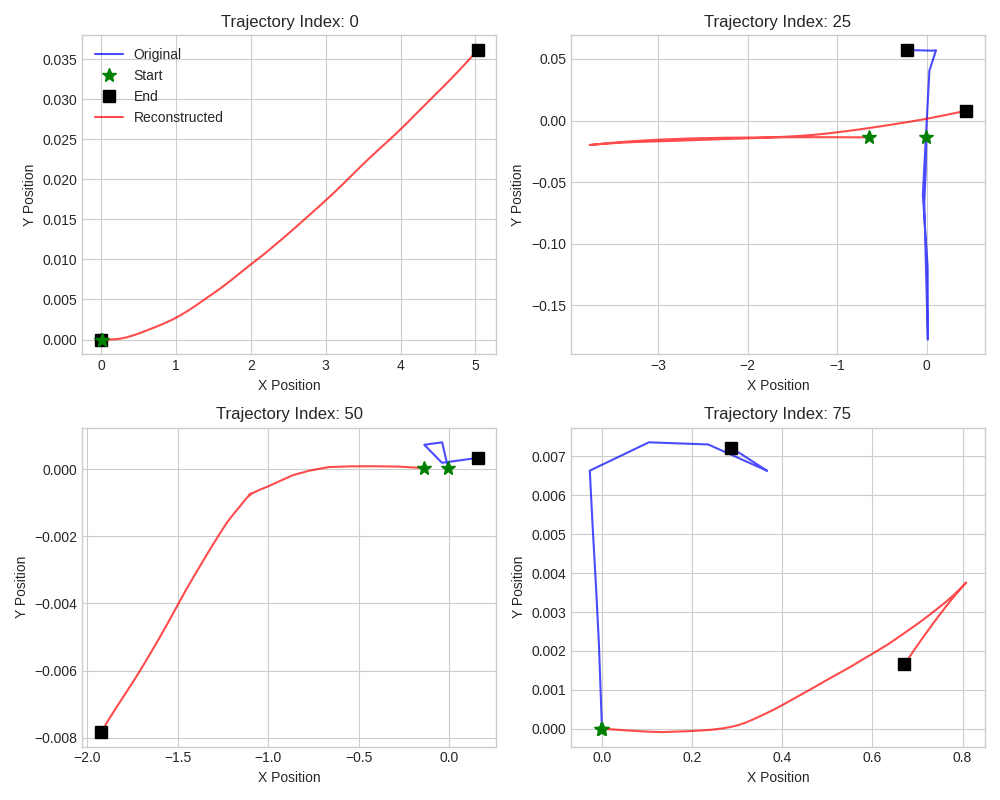 Trajectory Index: 0
0.035
0.030
0.025
0.020
0.015
0.010
0.005
0.000
Y Position
Original
Start
End
Reconstructed
0 1 2 3 4 5
X Position
Trajectory Index: 25
0.05
0.00
−0.05
−0.10
−0.15
Y Position
−3 −2 −1 0
X Position
Trajectory Index: 50
0.000
−0.002
−0.004
−0.006
−0.008
Y Position
−2.0 −1.5 −1.0 −0.5 0.0
X Position
Trajectory Index: 75
0.007
0.006
0.005
0.004
0.003
0.002
0.001
0.000
Y Position
0.0 0.2 0.4 0.6 0.8
X Position